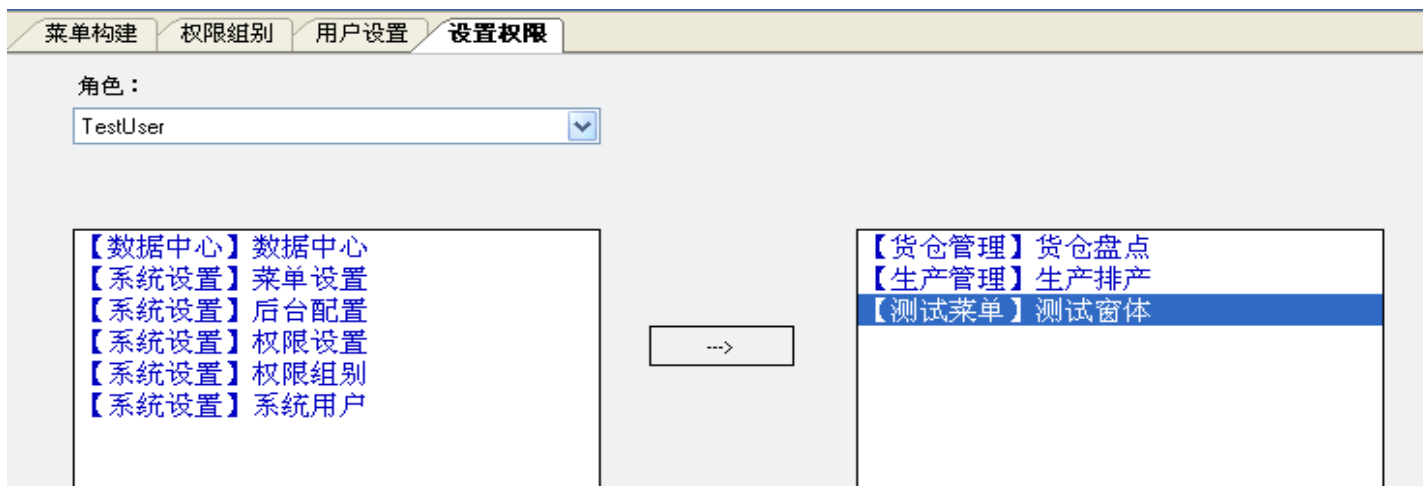 菜单构建 权限组别 用户设置 设置权限
角色：
TestUser
【数据中心】数据中心
【系统设置】菜单设置
【系统设置】后台配置
【系统设置】权限设置
【系统设置】权限组别
【系统设置】系统用户
--->
【货仓管理】货仓盘点
【生产管理】生产排产
【测试菜单】测试窗体